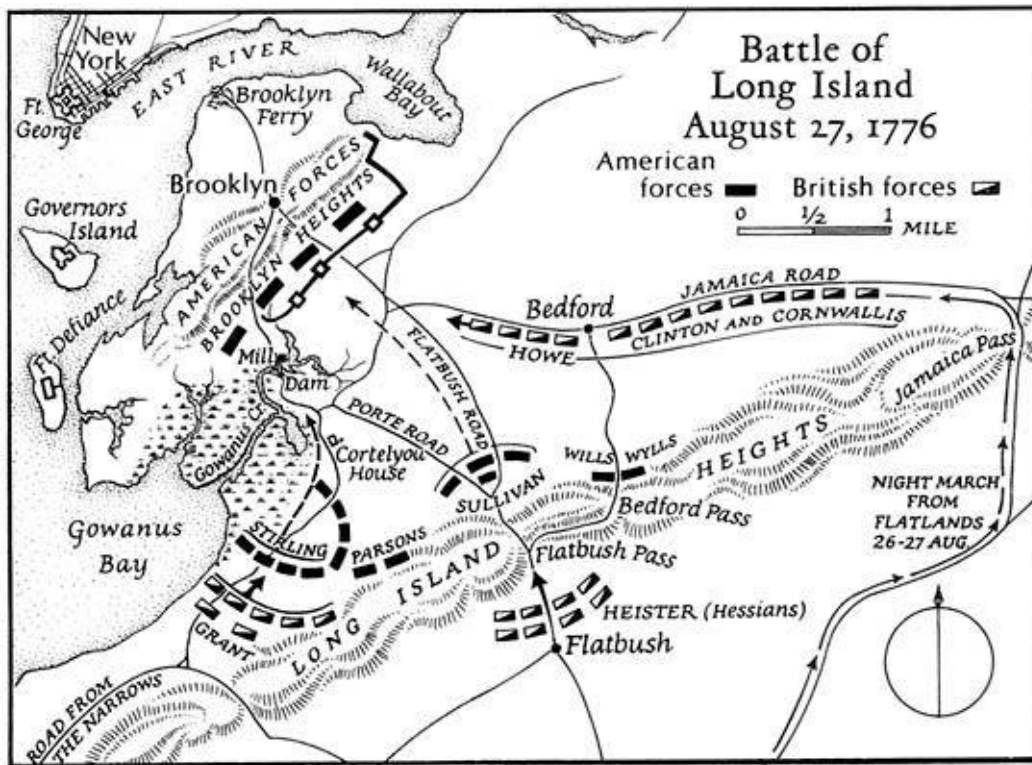 Battle of
Long Island
August 27, 1776
American
forces
British forces
0 1/2 1
MILE
New
York
Ft.
George
EAST RIVER
Brooklyn
Ferry
Wallabout
Bay
Brooklyn
AMERICAN FORCES
BROOKLYN HEIGHTS
Governors
Island
Ft. Defiance
Mill
Dam
Gowanus Cr.
Gowanus
Bay
Cortelyou
House
PORTE ROAD
FLATBUSH ROAD
Bedford
JAMAICA ROAD
HOWE
CLINTON AND CORNWALLIS
Jamaica Pass
WILLS
WYLLS
Bedford Pass
SULLIVAN
STIRLING
PARSONS
GRANT
LONG ISLAND HEIGHTS
Flatbush Pass
HEISTER (Hessians)
Flatbush
NIGHT MARCH
FROM
FLATLANDS
26-27 AUG.
ROAD FROM
THE NARROWS